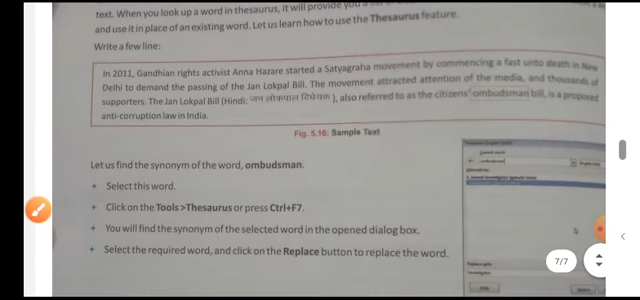 text. When you look up a word in thesaurus, it will provide you a
and use it in place of an existing word. Let us learn how to use the Thesaurus feature.
Write a few line:
In 2011, Gandhian rights activist Anna Hazare started a Satyagraha movement by commencing a fast unto death in New
Delhi to demand the passing of the Jan Lokpal Bill. The movement attracted attention of the media, and thousands of
supporters. The Jan Lokpal Bill (Hindi: जन लोकपाल विधेयक), also referred to as the citizens' ombudsman bill, is a proposed
anti-corruption law in India.
Fig. 5.16: Sample Text
Let us find the synonym of the word, ombudsman.
+ Select this word.
+ Click on the Tools >Thesaurus or press Ctrl+F7.
+ You will find the synonym of the selected word in the opened dialog box.
+ Select the required word, and click on the Replace button to replace the word.
7/7